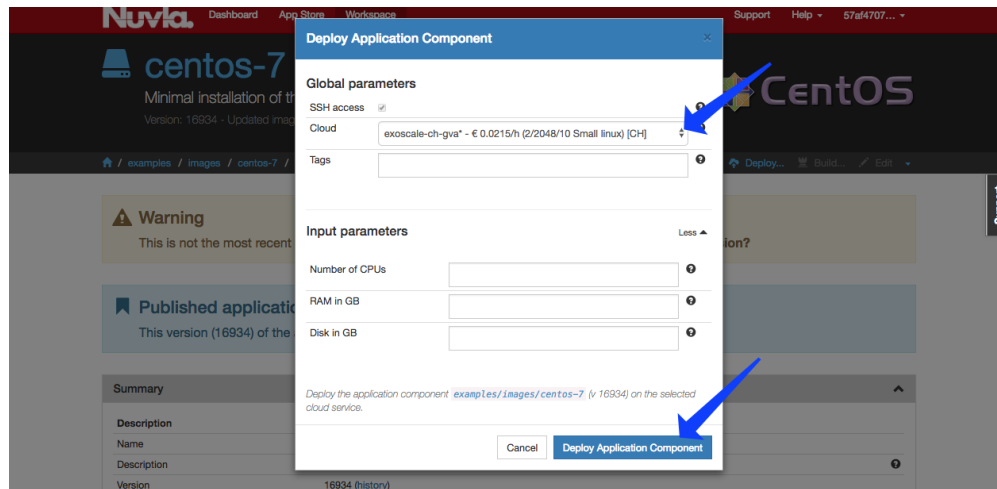 Nuvla. Dashboard App Store Workspace Support Help 57af4707...
Deploy Application Component ×
centos-7
Minimal installation of th
Version: 16934 - Updated imag
CentOS
Global parameters
SSH access
Cloud exoscale-ch-gva* - € 0.0215/h (2/2048/10 Small linux) [CH]
Tags
/ examples / images / centos-7 / Deploy... Build... Edit
Warning
This is not the most recent ion?
Input parameters Less
Number of CPUs
RAM in GB
Disk in GB
Published applicatio
This version (16934) of the
Summary
Deploy the application component examples/images/centos-7 (v 16934) on the selected
cloud service.
Description
Cancel Deploy Application Component
Name
Description
Version 16934 (history)